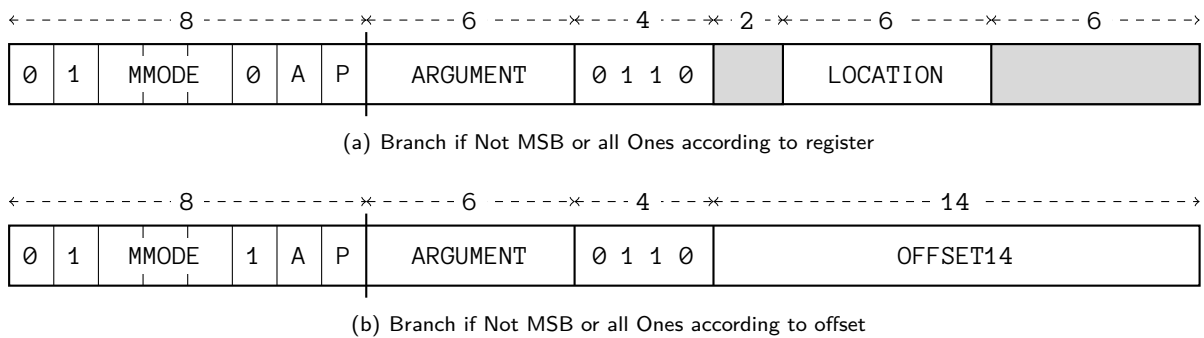 8 6 4 2 6 6
0 1 MMODE 0 A P ARGUMENT 0 1 1 0 LOCATION
(a) Branch if Not MSB or all Ones according to register
8 6 4 14
0 1 MMODE 1 A P ARGUMENT 0 1 1 0 OFFSET14
(b) Branch if Not MSB or all Ones according to offset